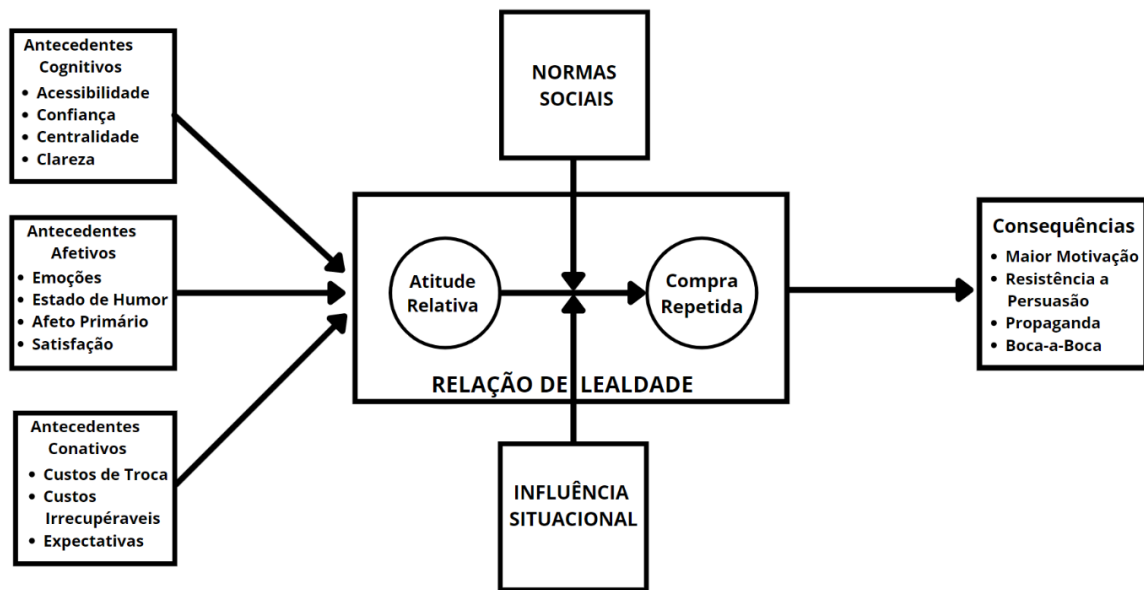 Antecedentes
Cognitivos
• Acessibilidade
• Confiança
• Centralidade
• Clareza
Antecedentes
Afetivos
• Emoções
• Estado de Humor
• Afeto Primário
• Satisfação
Antecedentes
Conativos
• Custos de Troca
• Custos
Irrecupéraveis
• Expectativas
NORMAS
SOCIAIS
Atitude
Relativa
Compra
Repetida
RELAÇÃO DE LEALDADE
INFLUÊNCIA
SITUACIONAL
Consequências
• Maior Motivação
• Resistência a
Persuasão
• Propaganda
• Boca-a-Boca